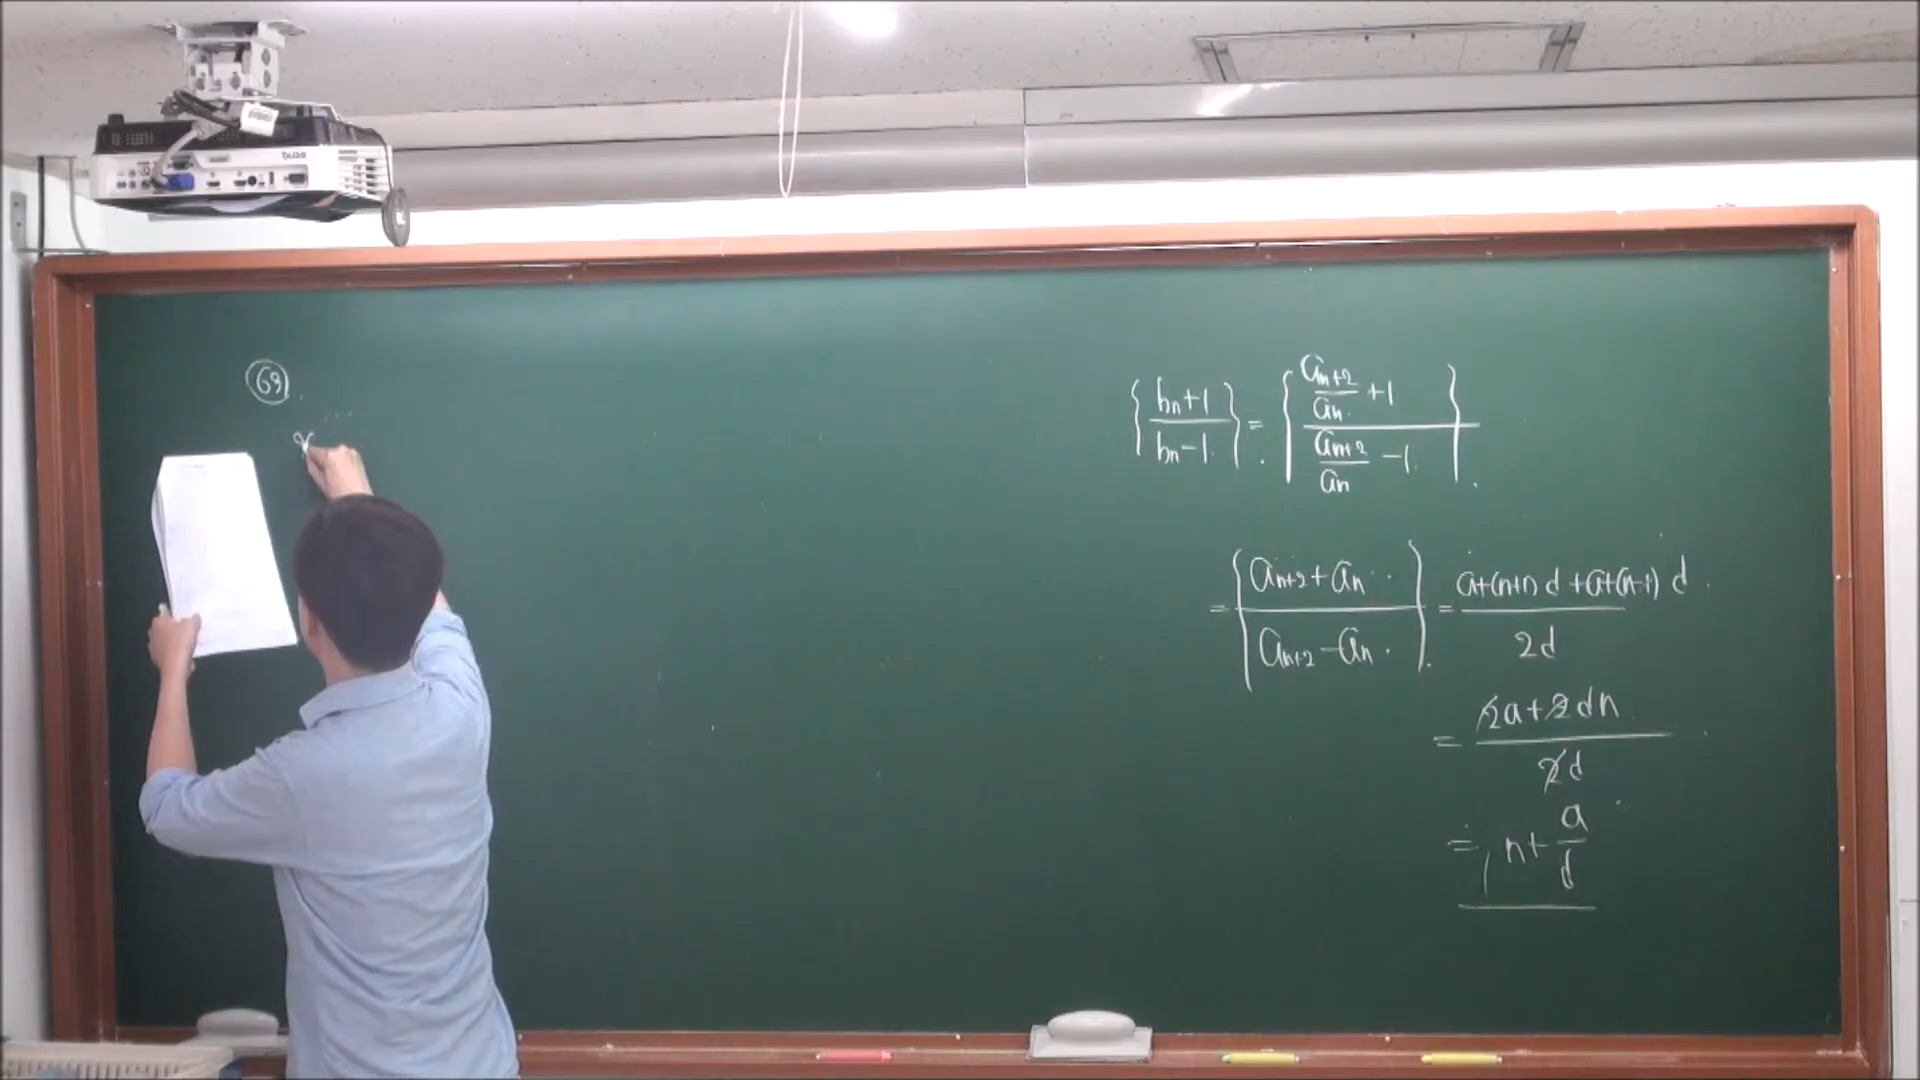 BenQ
69
{ bn+1 / bn-1 } = { (an+2/an + 1) / (an+2/an - 1) }
= { (an+2 + an) / (an+2 - an) } = (a+(n+1)d + a+(n-1)d) / 2d
= (2a+2dn) / 2d
= n + a/d